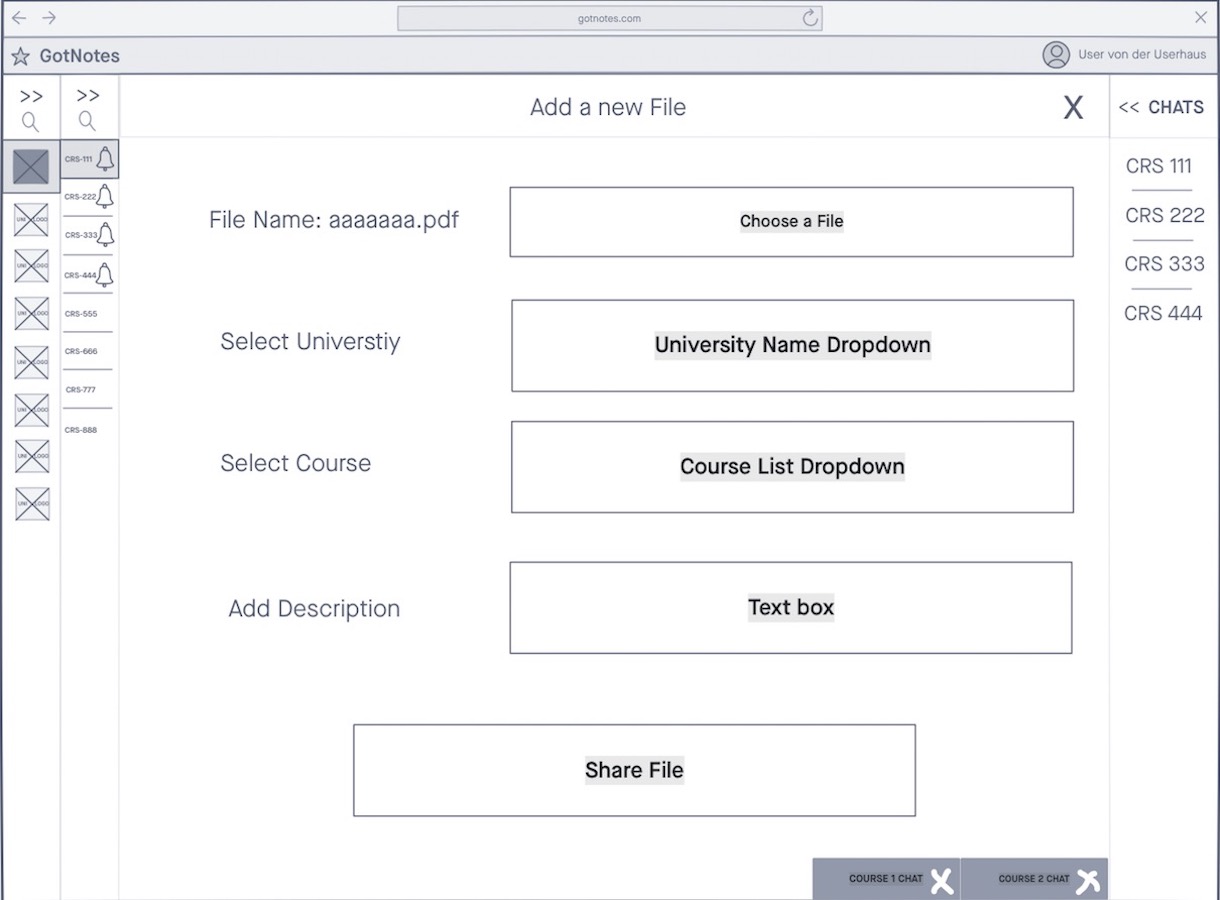 gotnotes.com
GotNotes
User von der Userhaus
>>
>>
Add a new File
X
<< CHATS
CRS-111
CRS-222
CRS-333
CRS-444
CRS-555
CRS-666
CRS-777
CRS-888
UNI LOGO
UNI LOGO
UNI LOGO
UNI LOGO
UNI LOGO
UNI LOGO
UNI LOGO
File Name: aaaaaaa.pdf
Choose a File
Select Universtiy
University Name Dropdown
Select Course
Course List Dropdown
Add Description
Text box
Share File
CRS 111
CRS 222
CRS 333
CRS 444
COURSE 1 CHAT X
COURSE 2 CHAT X